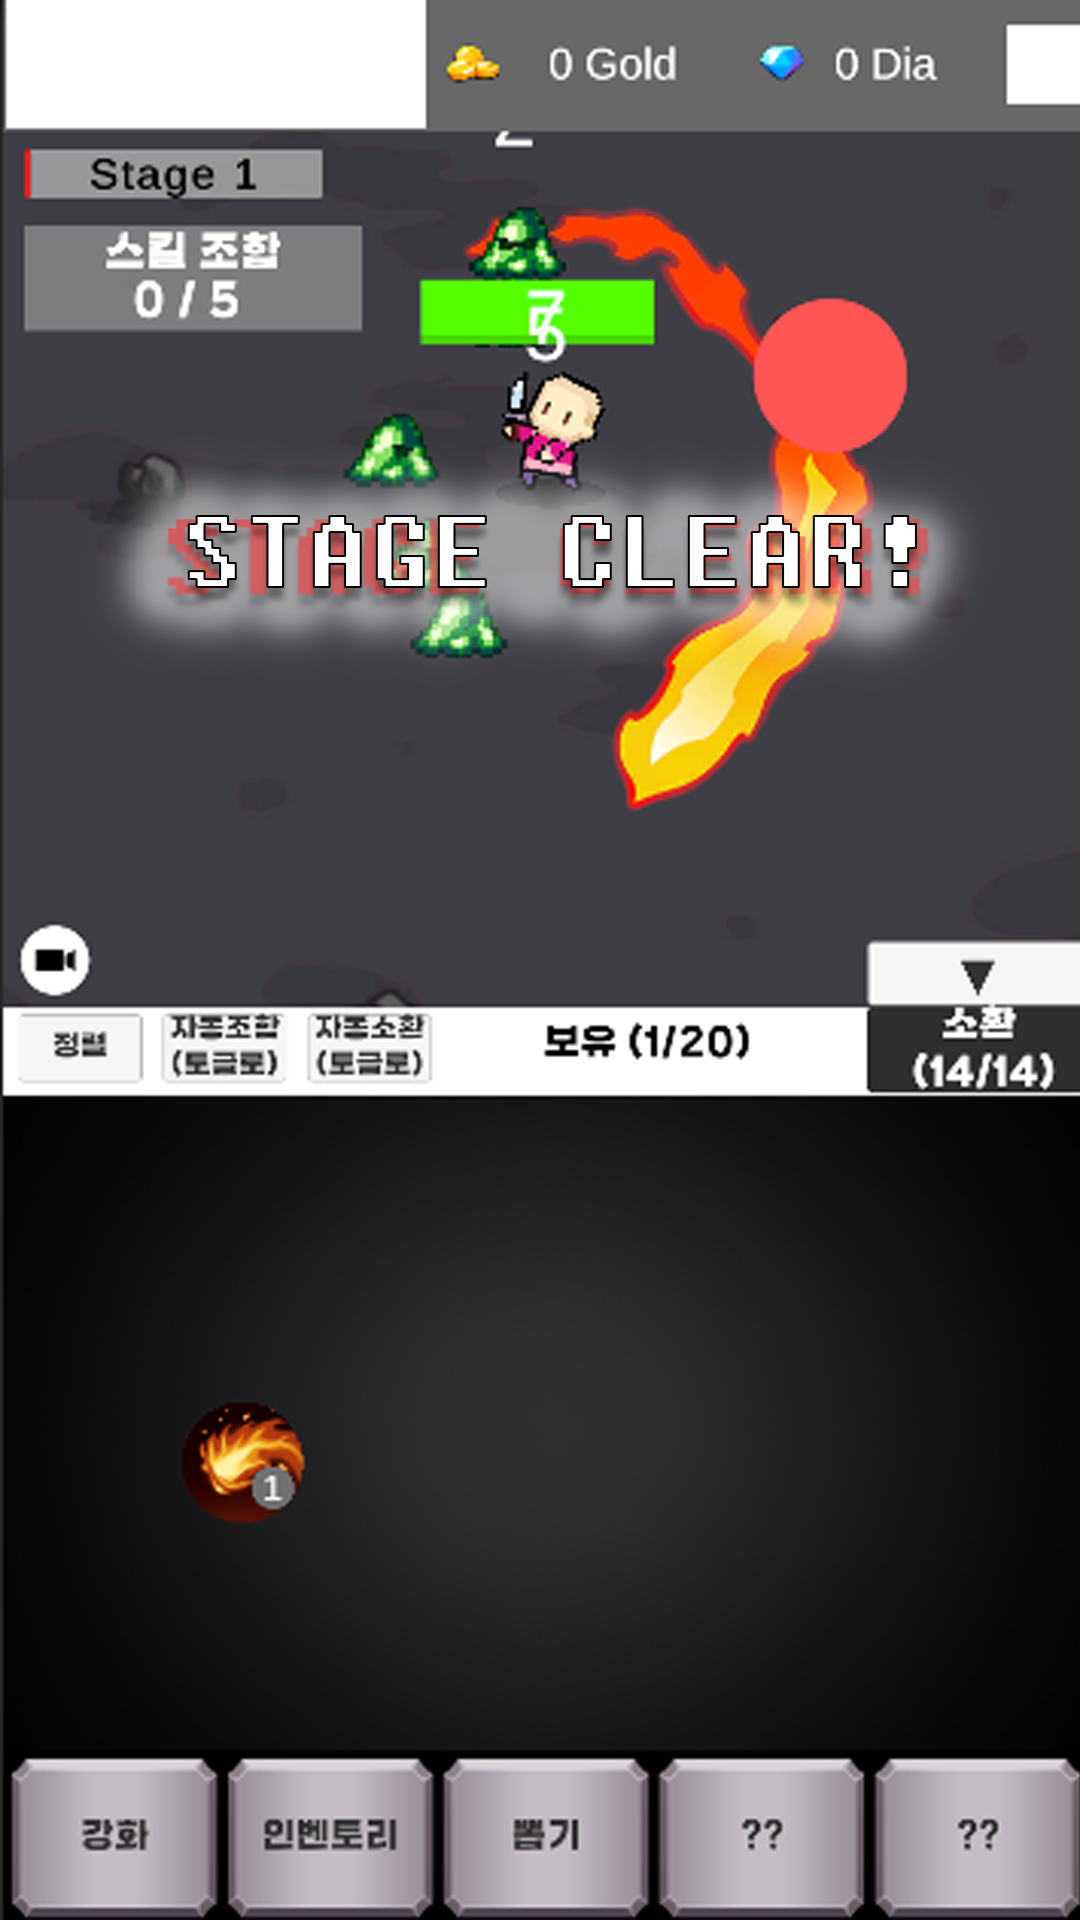 0 Gold
0 Dia
Stage 1
스킬 조합
0 / 5
7
5
STAGE CLEAR!
정렬
자동조합
(토글로)
자동소환
(토글로)
보유 (1/20)
소환
(14/14)
1
강화
인벤토리
뽑기
??
??